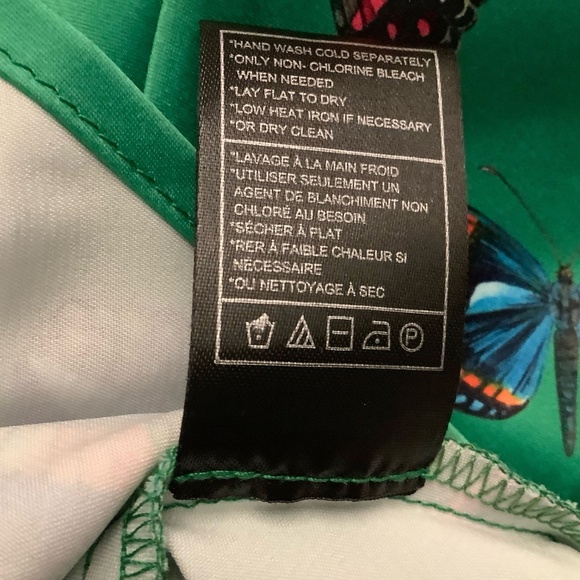 *HAND WASH COLD SEPARATELY
*ONLY NON- CHLORINE BLEACH
WHEN NEEDED
*LAY FLAT TO DRY
*LOW HEAT IRON IF NECESSARY
*OR DRY CLEAN
*LAVAGE À LA MAIN FROID
*UTILISER SEULEMENT UN
AGENT DE BLANCHIMENT NON
CHLORÉ AU BESOIN
*SÉCHER À PLAT
*RER À FAIBLE CHALEUR SI
NÉCESSAIRE
*OU NETTOYAGE À SEC
P